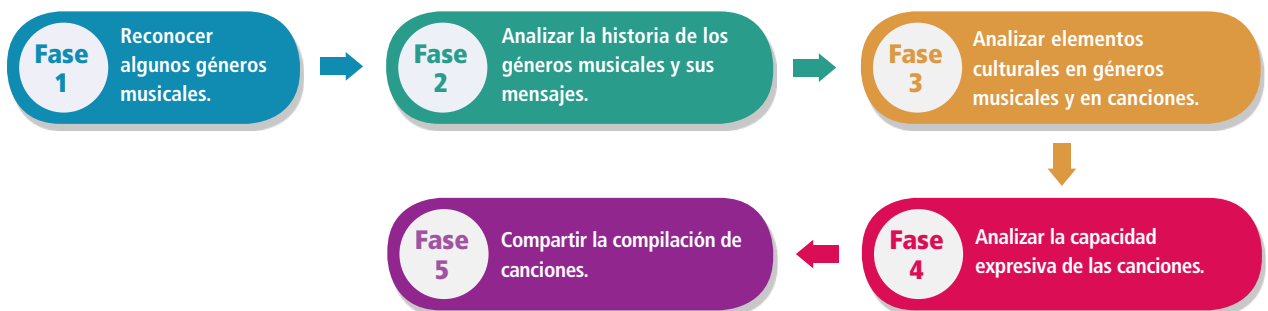 Fase
1
Reconocer
algunos géneros
musicales.
Fase
2
Analizar la historia de los
géneros musicales y sus
mensajes.
Fase
3
Analizar elementos
culturales en géneros
musicales y en canciones.
Fase
4
Analizar la capacidad
expresiva de las canciones.
Fase
5
Compartir la compilación de
canciones.